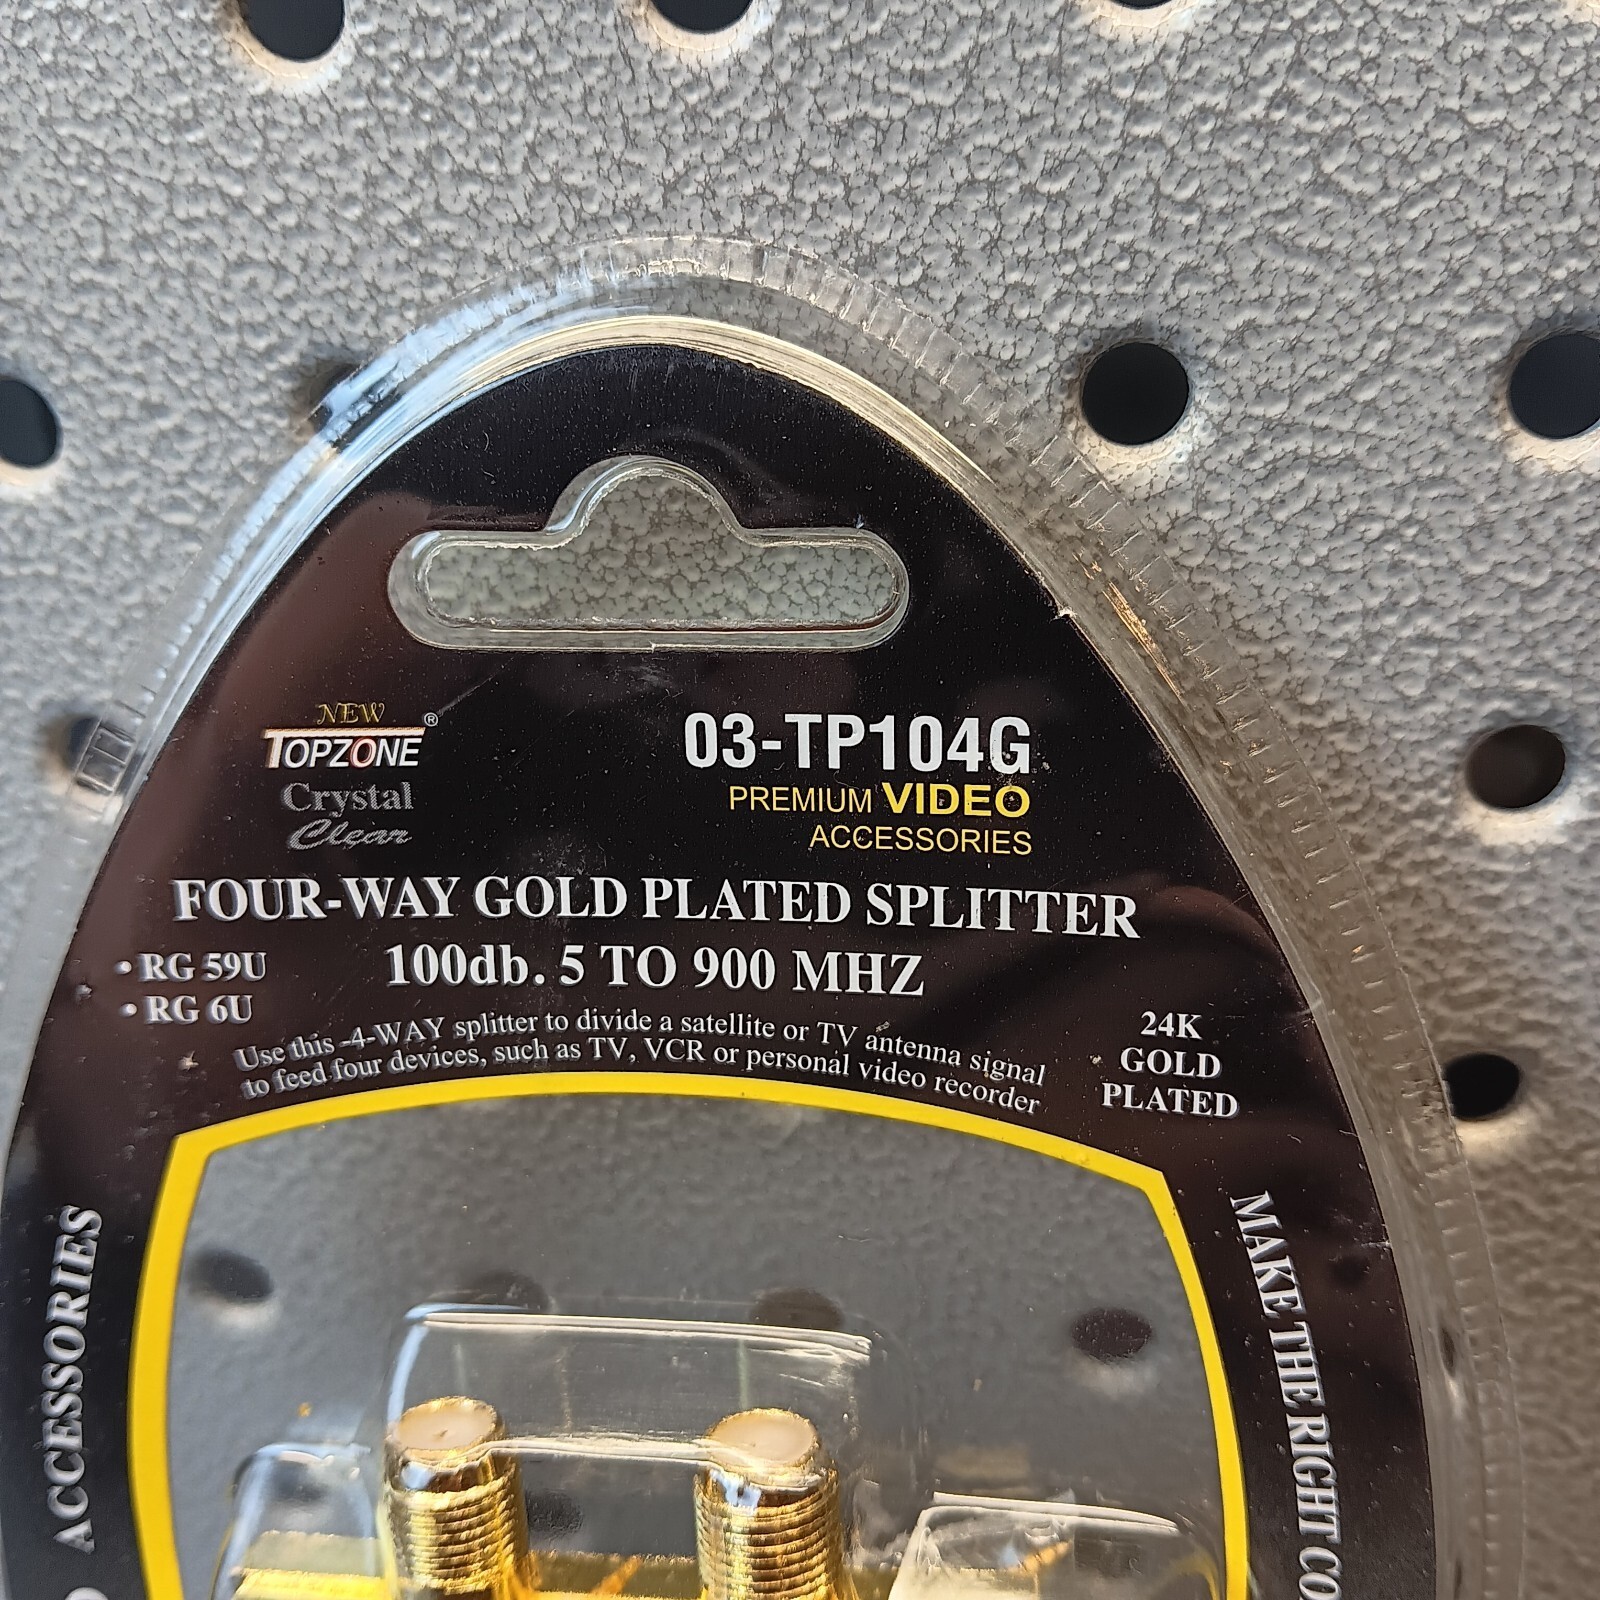 NEW
TOPZONE®
Crystal
Clear
03-TP104G
PREMIUM VIDEO
ACCESSORIES
FOUR-WAY GOLD PLATED SPLITTER
• RG 59U
• RG 6U
100db. 5 TO 900 MHZ
Use this -4-WAY splitter to divide a satellite or TV antenna signal
to feed four devices, such as TV, VCR or personal video recorder
24K
GOLD
PLATED
ACCESSORIES
MAKE THE RIGHT CO